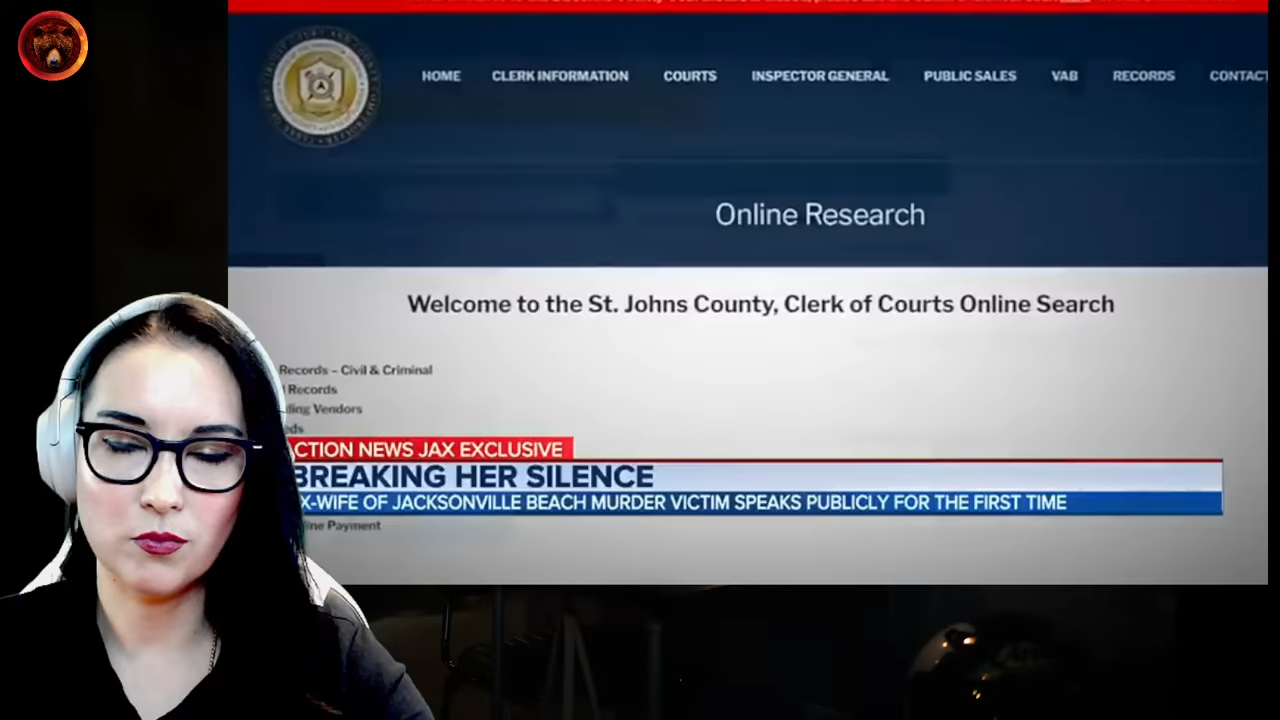 HOME CLERK INFORMATION COURTS INSPECTOR GENERAL PUBLIC SALES VAB RECORDS CONTACT
Online Research
Welcome to the St. Johns County, Clerk of Courts Online Search
Records – Civil & Criminal
Records
Vendors
CTION NEWS JAX EXCLUSIVE
BREAKING HER SILENCE
X-WIFE OF JACKSONVILLE BEACH MURDER VICTIM SPEAKS PUBLICLY FOR THE FIRST TIME
Payment